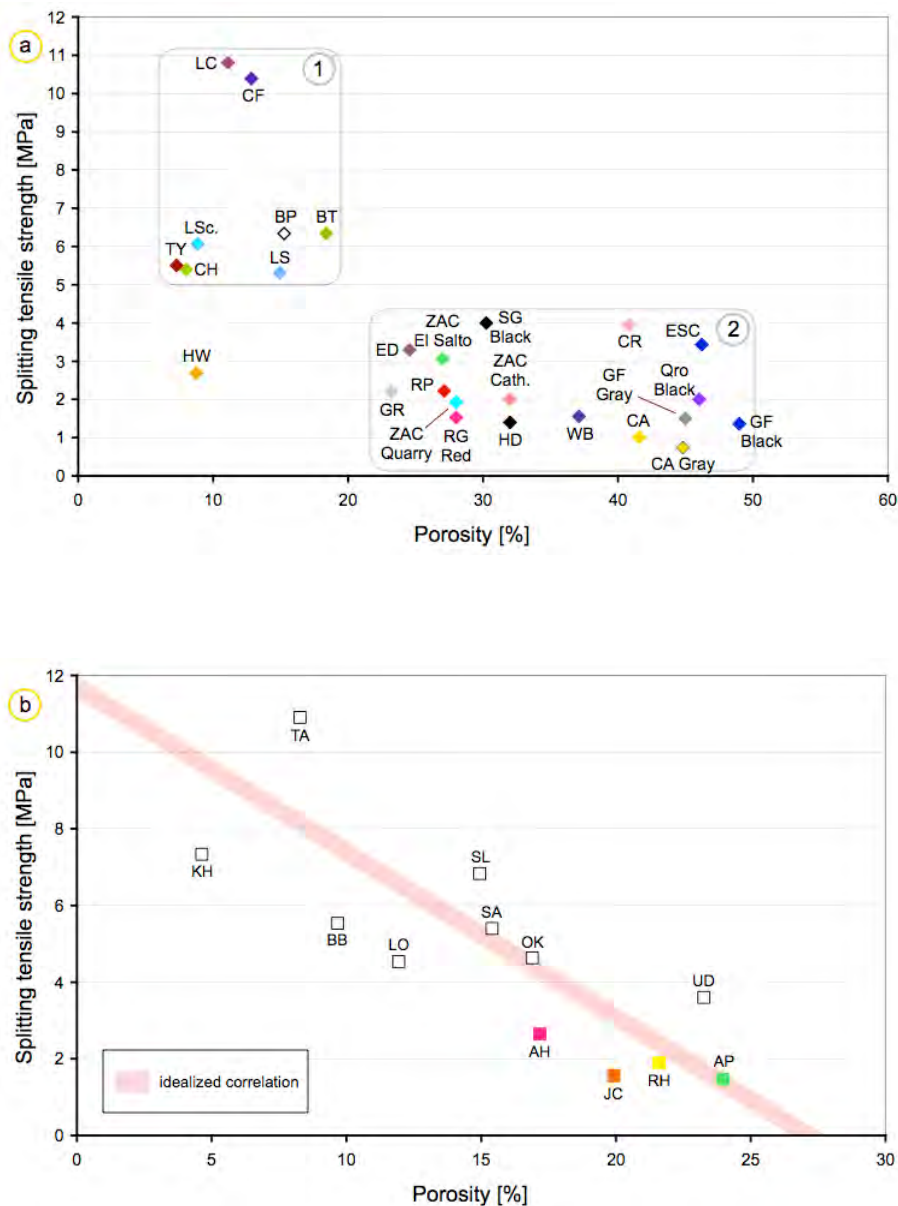 a
Splitting tensile strength [MPa]
12
11
10
9
8
7
6
5
4
3
2
1
0
0
10
20
30
40
50
60
Porosity [%]
1
LC
CF
LSc.
BP
BT
TY
CH
LS
HW
2
ZAC
El Salto
SG
Black
CR
ESC
ED
ZAC
Cath.
GF
Gray
Qro
Black
RP
GR
ZAC
Quarry
RG
Red
HD
WB
CA
CA Gray
GF
Black
b
Splitting tensile strength [MPa]
12
10
8
6
4
2
0
0
5
10
15
20
25
30
Porosity [%]
TA
KH
SL
BB
SA
LO
OK
UD
AH
JC
RH
AP
idealized correlation